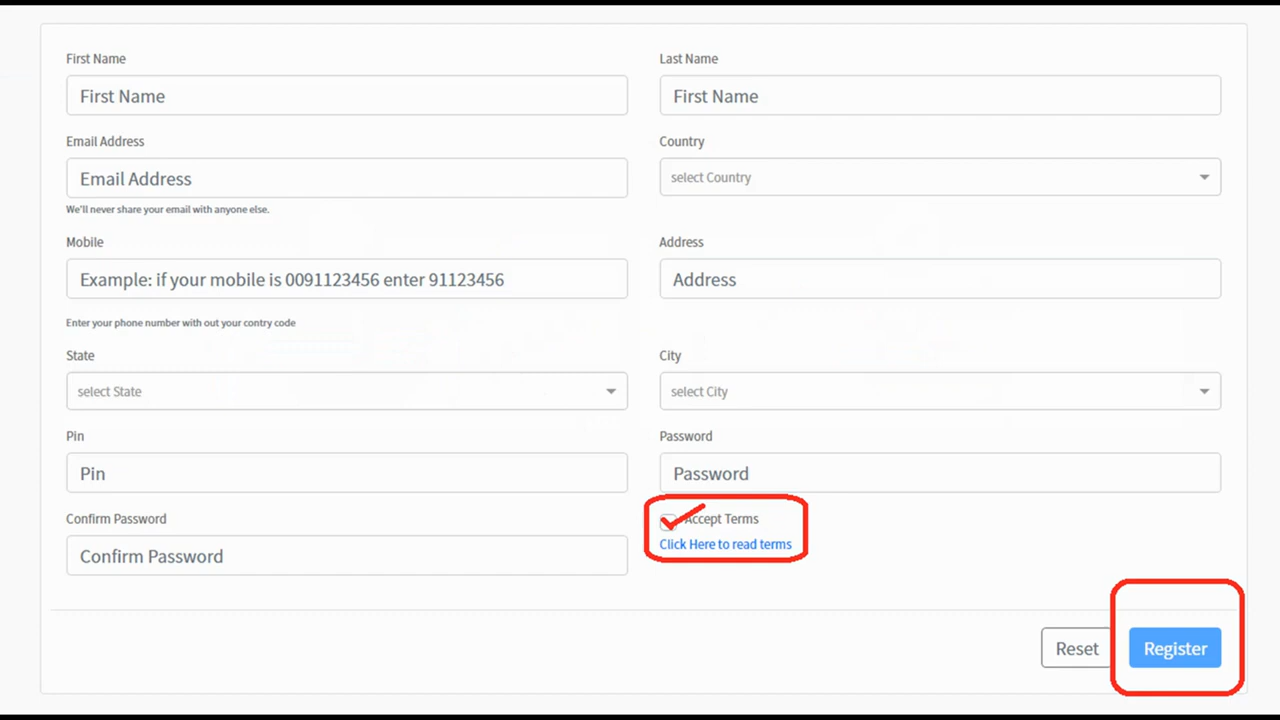 First Name
Last Name
First Name
First Name
Email Address
Country
Email Address
select Country
We'll never share your email with anyone else.
Mobile
Address
Example: if your mobile is 0091123456 enter 91123456
Address
Enter your phone number with out your contry code
State
City
select State
select City
Pin
Password
Pin
Password
Confirm Password
Accept Terms
Click Here to read terms
Confirm Password
Reset
Register